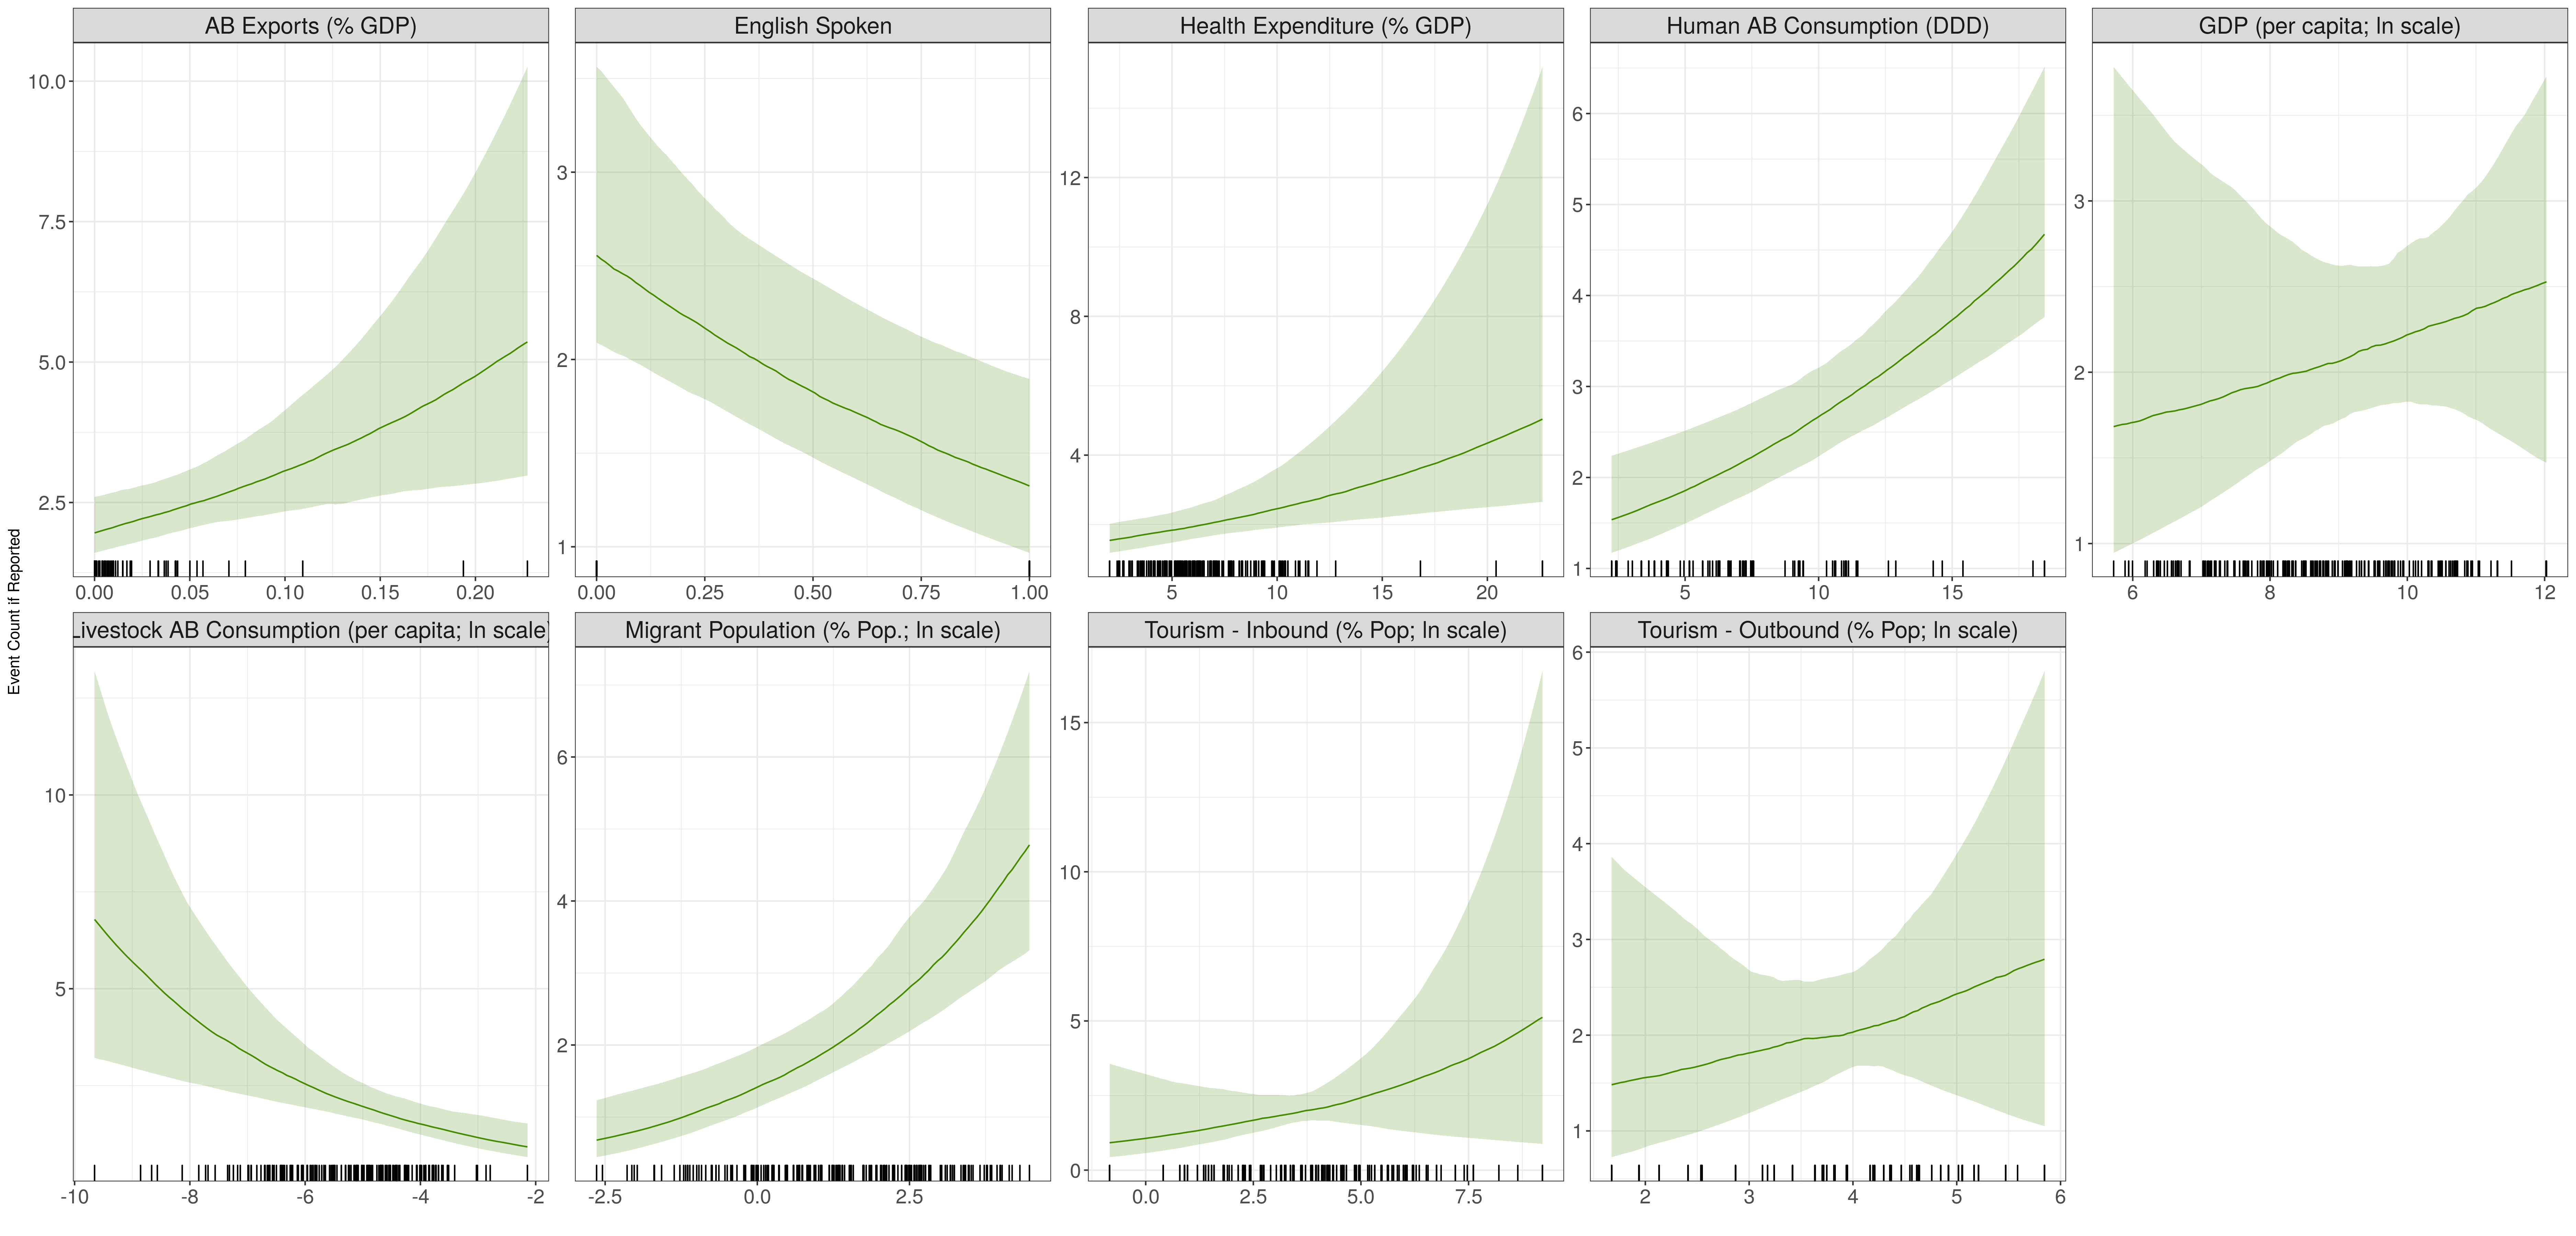 AB Exports (% GDP)
English Spoken
Health Expenditure (% GDP)
Human AB Consumption (DDD)
GDP (per capita; ln scale)
10.0
7.5
5.0
2.5
0.00 0.05 0.10 0.15 0.20
3
2
1
0.00 0.25 0.50 0.75 1.00
12
8
4
5 10 15 20
6
5
4
3
2
1
5 10 15
3
2
1
6 8 10 12
Event Count if Reported
Livestock AB Consumption (per capita; ln scale)
Migrant Population (% Pop.; ln scale)
Tourism - Inbound (% Pop; ln scale)
Tourism - Outbound (% Pop; ln scale)
10
5
-10 -8 -6 -4 -2
6
4
2
-2.5 0.0 2.5
15
10
5
0
0.0 2.5 5.0 7.5
6
5
4
3
2
1
2 3 4 5 6